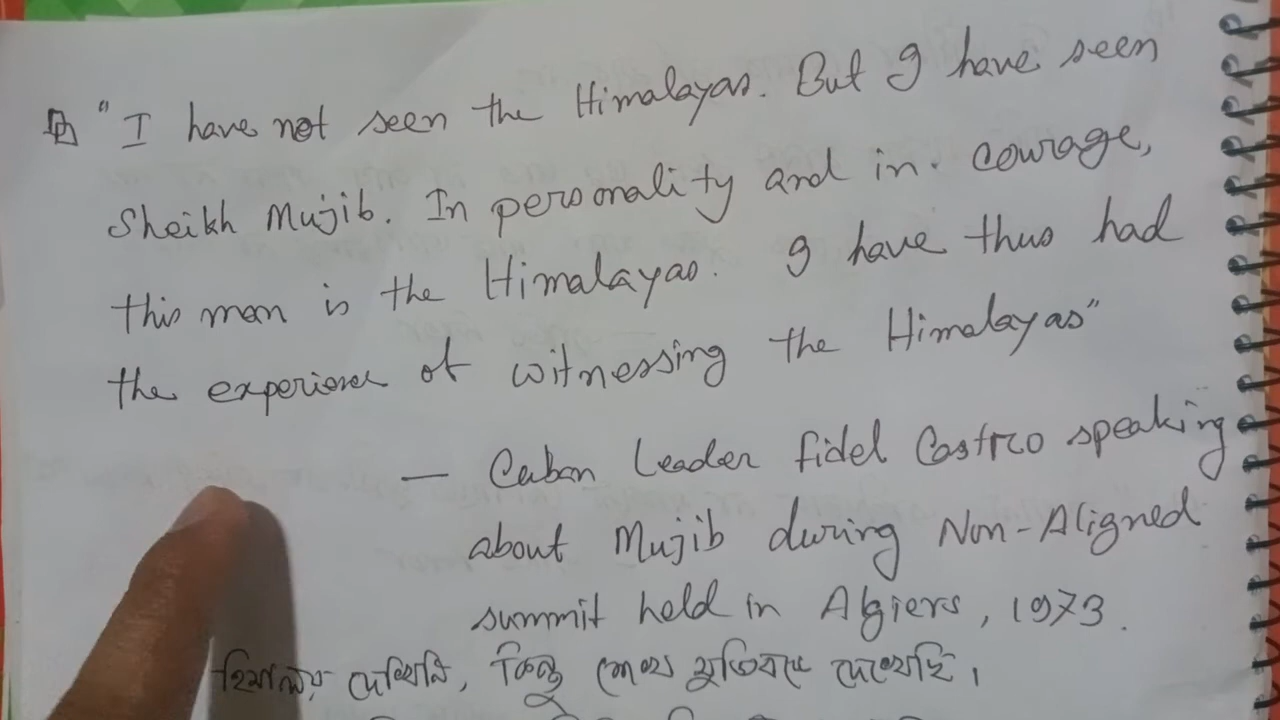 "I have not seen the Himalayas. But I have seen
Sheikh Mujib. In personality and in courage,
this man is the Himalayas. I have thus had
the experience of witnessing the Himalayas"
— Cuban Leader fidel Castro speaking
about Mujib during Non-Aligned
summit held in Algiers, 1973.
হিমালয় দেখিনি, কিন্তু শেখ মুজিবকে দেখেছি।